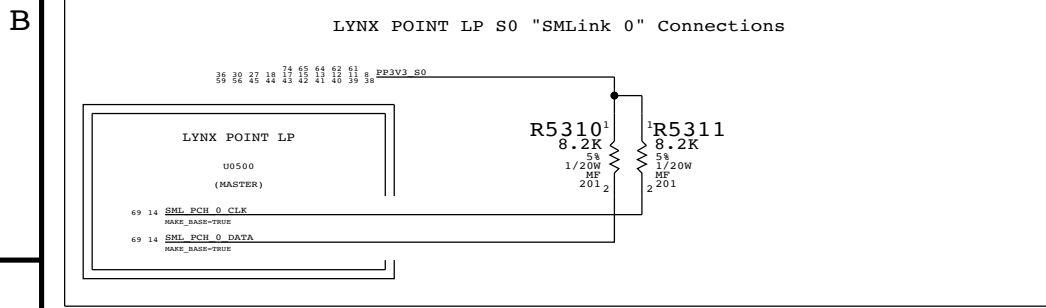 B
LYNX POINT LP S0 "SMLink 0" Connections
74 65 64 62 61
36 30 27 18 17 15 13 12 11 8 PP3V3_S0
59 56 45 44 43 42 41 40 39 38
LYNX POINT LP
U0500
(MASTER)
69 14 SML_PCH_0_CLK
MAKE_BASE=TRUE
69 14 SML_PCH_0_DATA
MAKE_BASE=TRUE
R5310 1
8.2K
5%
1/20W
MF
201 2
1 R5311
8.2K
5%
1/20W
MF
2 201